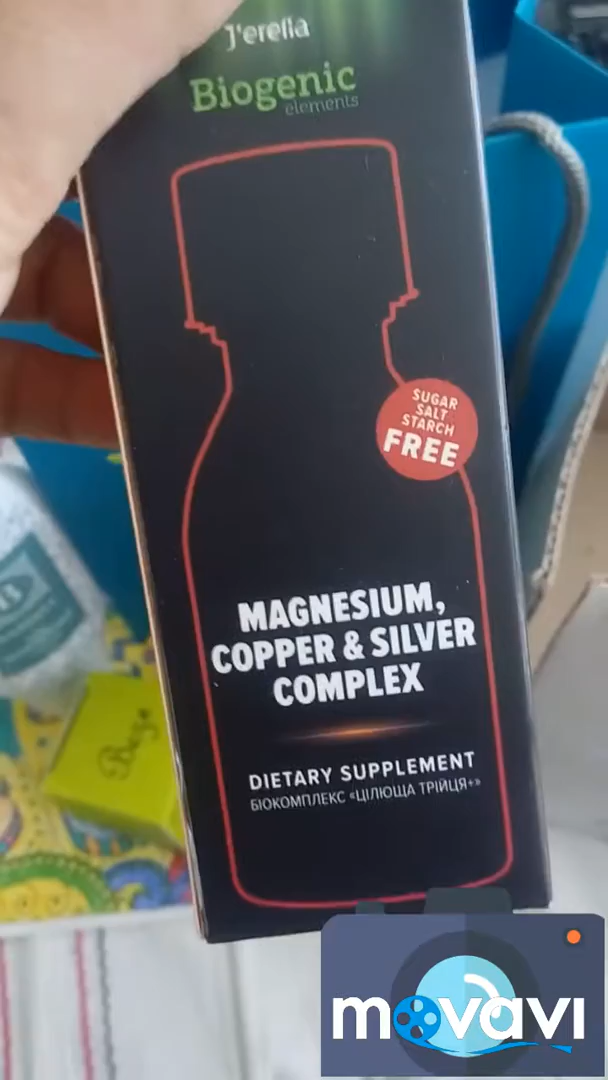 J'erelia
Biogenic
elements
SUGAR
SALT
STARCH
FREE
MAGNESIUM,
COPPER & SILVER
COMPLEX
DIETARY SUPPLEMENT
БІОКОМПЛЕКС «ЦІЛЮЩА ТРІЙЦЯ+»
movavi